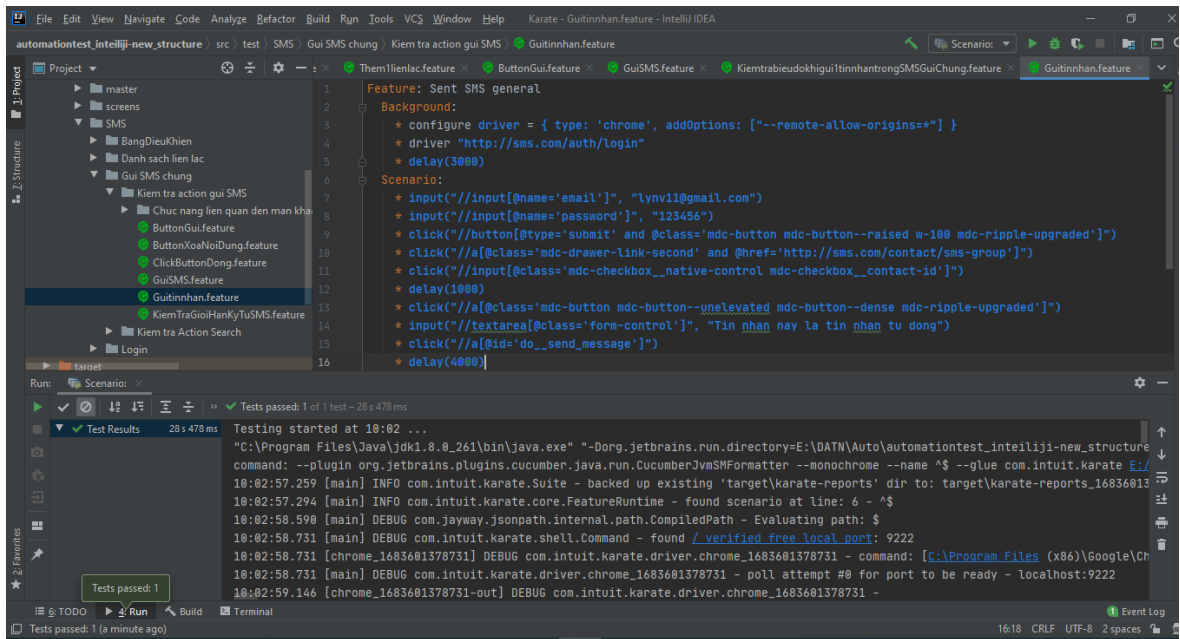 File Edit View Navigate Code Analyze Refactor Build Run Tools VCS Window Help Karate - Guitinnhan.feature - IntelliJ IDEA
automationtest_inteiliji-new_structure src test SMS Gui SMS chung Kiem tra action gui SMS Guitinnhan.feature Scenario:
Project Them1lienlac.feature ButtonGui.feature GuiSMS.feature Kiemtrabieudokhigui1tinnhantrongSMSGuiChung.feature Guitinnhan.feature
1: Project
Z: Structure
2: Favorites
master
screens
SMS
BangDieuKhien
Danh sach lien lac
Gui SMS chung
Kiem tra action gui SMS
Chuc nang lien quan den man kha
ButtonGui.feature
ButtonXoaNoiDung.feature
ClickButtonDong.feature
GuiSMS.feature
Guitinnhan.feature
KiemTraGioiHanKyTuSMS.feature
Kiem tra Action Search
Login
target
1 Feature: Sent SMS general
2 Background:
3 * configure driver = { type: 'chrome', addOptions: ["--remote-allow-origins=*"] }
4 * driver "http://sms.com/auth/login"
5 * delay(3000)
6 Scenario:
7 * input("//input[@name='email']", "lynv11@gmail.com")
8 * input("//input[@name='password']", "123456")
9 * click("//button[@type='submit' and @class='mdc-button mdc-button--raised w-100 mdc-ripple-upgraded']")
10 * click("//a[@class='mdc-drawer-link-second' and @href='http://sms.com/contact/sms-group']")
11 * click("//input[@class='mdc-checkbox__native-control mdc-checkbox__contact-id']")
12 * delay(1000)
13 * click("//a[@class='mdc-button mdc-button--unelevated mdc-button--dense mdc-ripple-upgraded']")
14 * input("//textarea[@class='form-control']", "Tin nhan nay la tin nhan tu dong")
15 * click("//a[@id='do__send_message']")
16 * delay(4000)
Run: Scenario:
Tests passed: 1 of 1 test – 28 s 478 ms
Test Results 28 s 478 ms
Testing started at 10:02 ...
"C:\Program Files\Java\jdk1.8.0_261\bin\java.exe" "-Dorg.jetbrains.run.directory=E:\DATN\Auto\automationtest_inteiliji-new_structure
command: --plugin org.jetbrains.plugins.cucumber.java.run.CucumberJvmSMFormatter --monochrome --name ^$ --glue com.intuit.karate E:/
10:02:57.259 [main] INFO com.intuit.karate.Suite - backed up existing 'target\karate-reports' dir to: target\karate-reports_16836013
10:02:57.294 [main] INFO com.intuit.karate.core.FeatureRuntime - found scenario at line: 6 - ^$
10:02:58.590 [main] DEBUG com.jayway.jsonpath.internal.path.CompiledPath - Evaluating path: $
10:02:58.731 [main] DEBUG com.intuit.karate.shell.Command - found / verified free local port: 9222
10:02:58.731 [chrome_1683601378731] DEBUG com.intuit.karate.driver.chrome_1683601378731 - command: [C:\Program Files (x86)\Google\Ch
10:02:58.731 [main] DEBUG com.intuit.karate.driver.chrome_1683601378731 - poll attempt #0 for port to be ready - localhost:9222
10:02:59.146 [chrome_1683601378731-out] DEBUG com.intuit.karate.driver.chrome_1683601378731 -
Tests passed: 1
6: TODO 4: Run Build Terminal 1 Event Log
Tests passed: 1 (a minute ago) 16:18 CRLF UTF-8 2 spaces